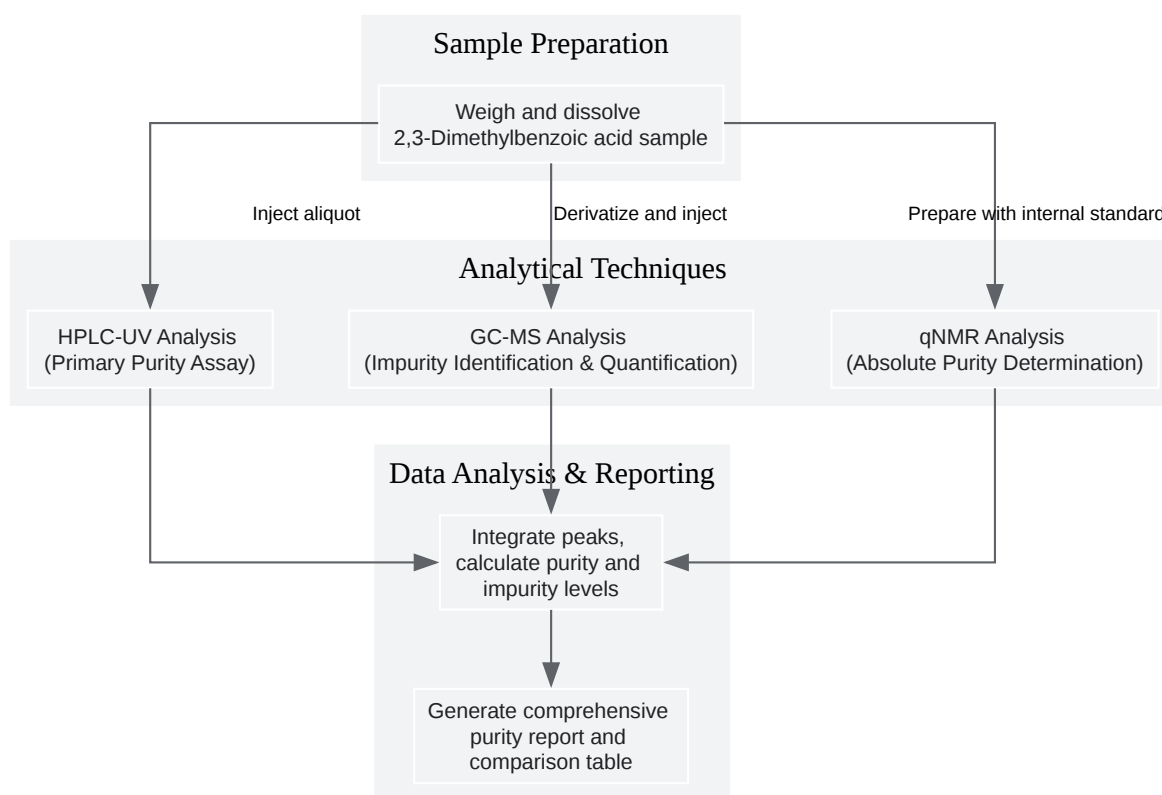 Sample Preparation
Weigh and dissolve
2,3-Dimethylbenzoic acid sample
Inject aliquot
Derivatize and inject
Prepare with internal standard
Analytical Techniques
HPLC-UV Analysis
(Primary Purity Assay)
GC-MS Analysis
(Impurity Identification & Quantification)
qNMR Analysis
(Absolute Purity Determination)
Data Analysis & Reporting
Integrate peaks,
calculate purity and
impurity levels
Generate comprehensive
purity report and
comparison table